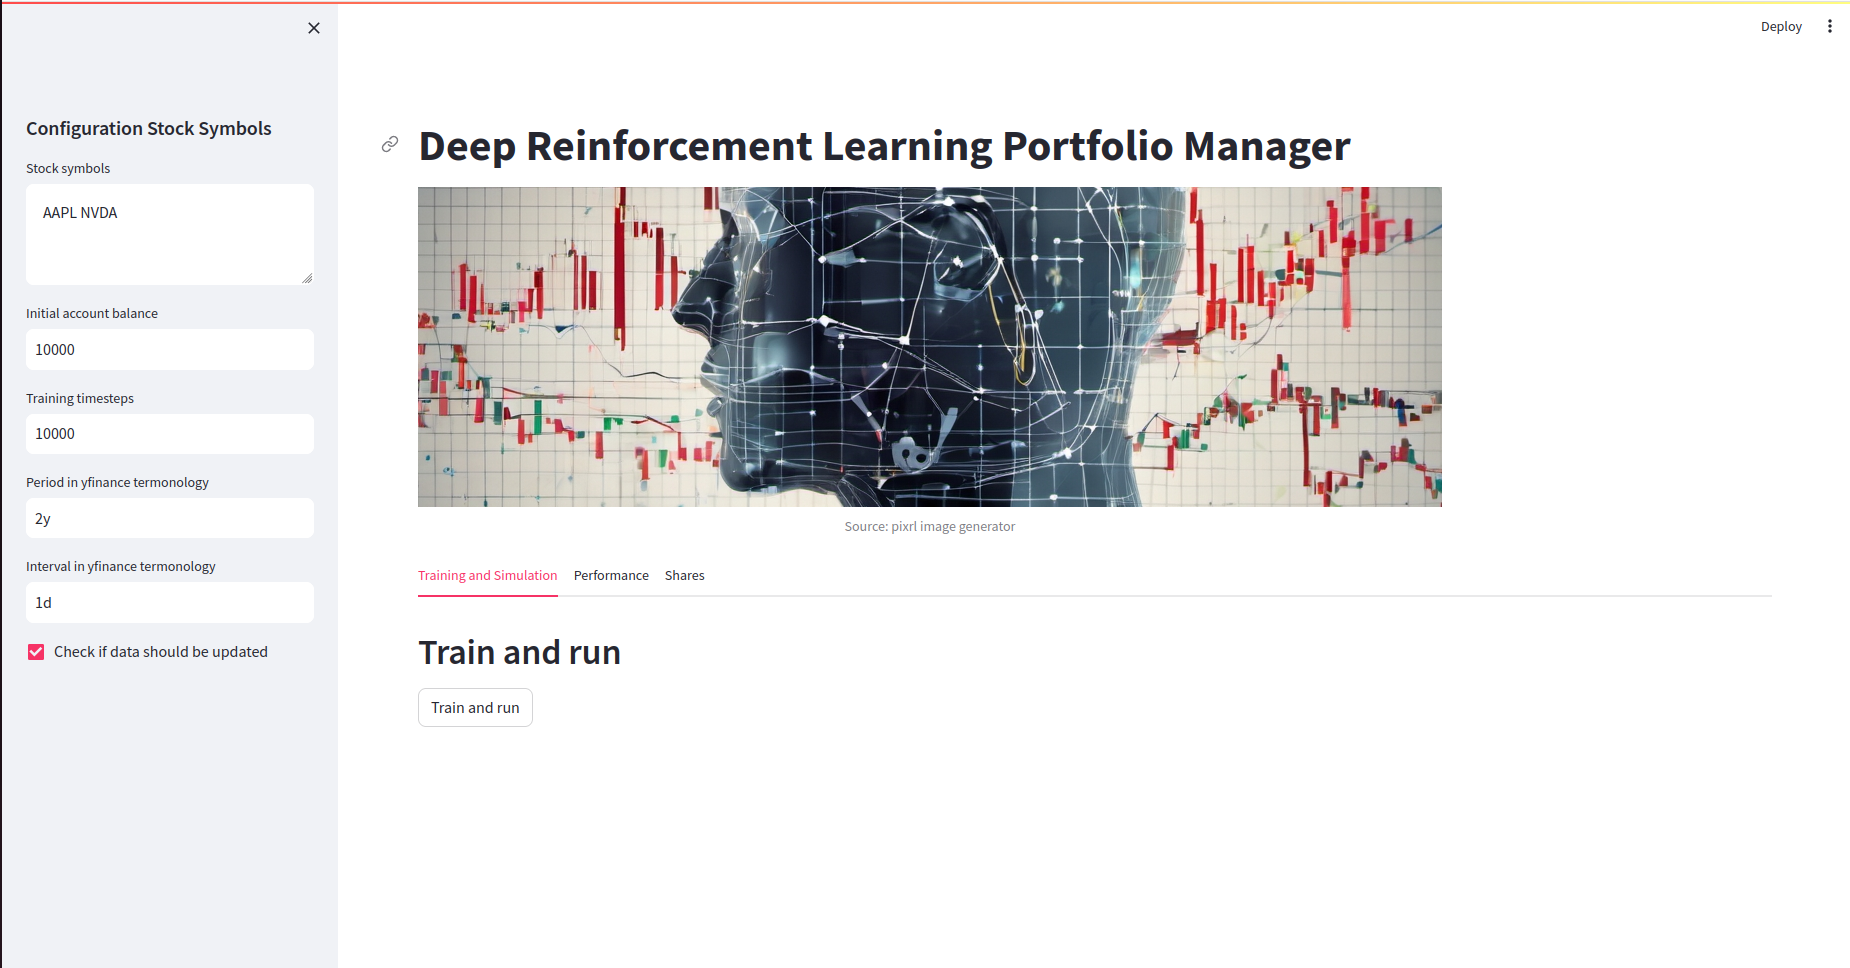 Deploy
Configuration Stock Symbols
Stock symbols
AAPL NVDA
Initial account balance
10000
Training timesteps
10000
Period in yfinance termonology
2y
Interval in yfinance termonology
1d
Check if data should be updated
Deep Reinforcement Learning Portfolio Manager
Source: pixrl image generator
Training and Simulation Performance Shares
Train and run
Train and run